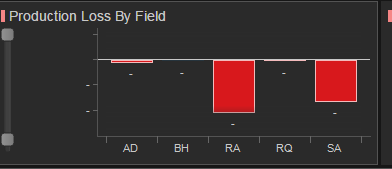 Production Loss By Field
-
-
- - - - -
AD BH RA RQ SA